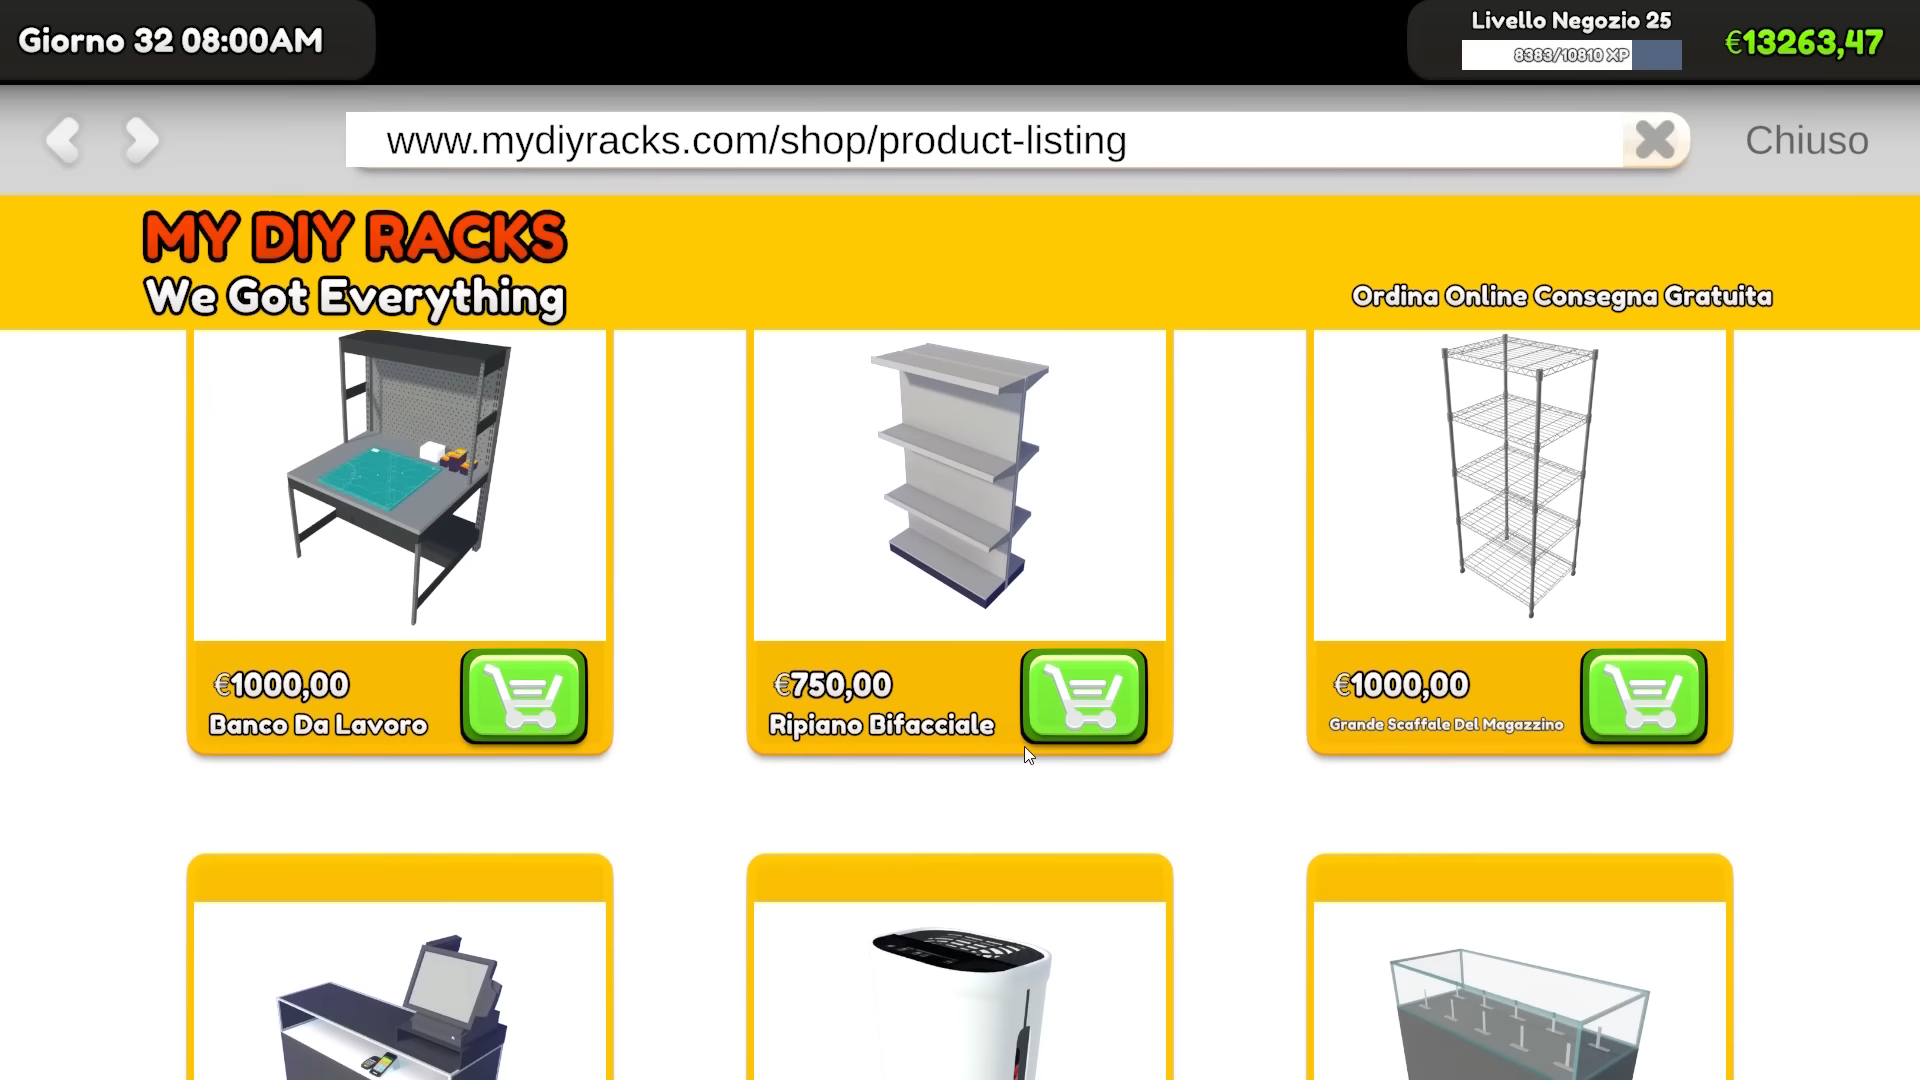 Giorno 32 08:00AM
Livello Negozio 25
8383/10810 XP
€13263,47
www.mydiyracks.com/shop/product-listing
Chiuso
MY DIY RACKS
We Got Everything
Ordina Online Consegna Gratuita
€1000,00
Banco Da Lavoro
€750,00
Ripiano Bifacciale
€1000,00
Grande Scaffale Del Magazzino